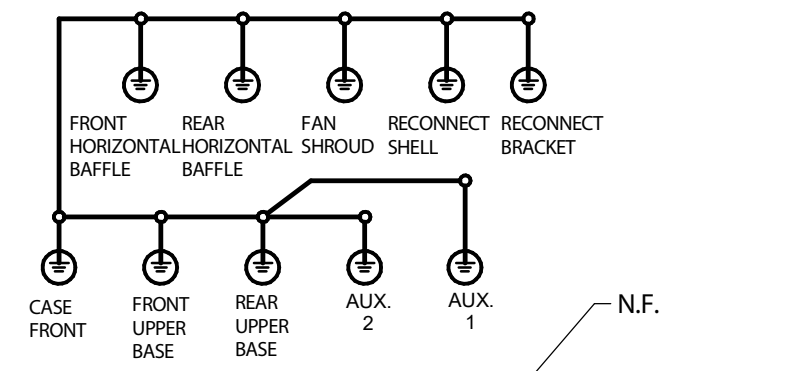 FRONT
HORIZONTAL
BAFFLE
REAR
HORIZONTAL
BAFFLE
FAN
SHROUD
RECONNECT
SHELL
RECONNECT
BRACKET
CASE
FRONT
FRONT
UPPER
BASE
REAR
UPPER
BASE
AUX.
2
AUX.
1
N.F.